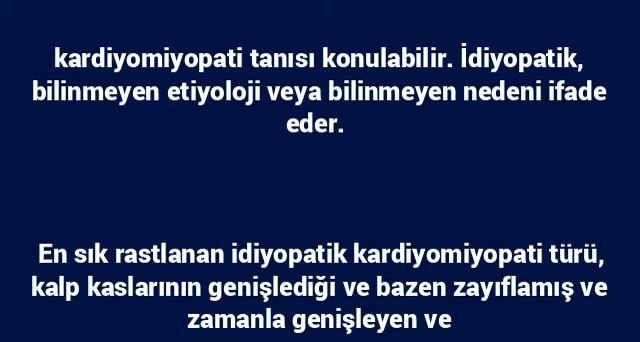 kardiyomiyopati tanısı konulabilir. İdiyopatik,
bilinmeyen etiyoloji veya bilinmeyen nedeni ifade
eder.
En sık rastlanan idiyopatik kardiyomiyopati türü,
kalp kaslarının genişlediği ve bazen zayıflamış ve
zamanla genişleyen ve